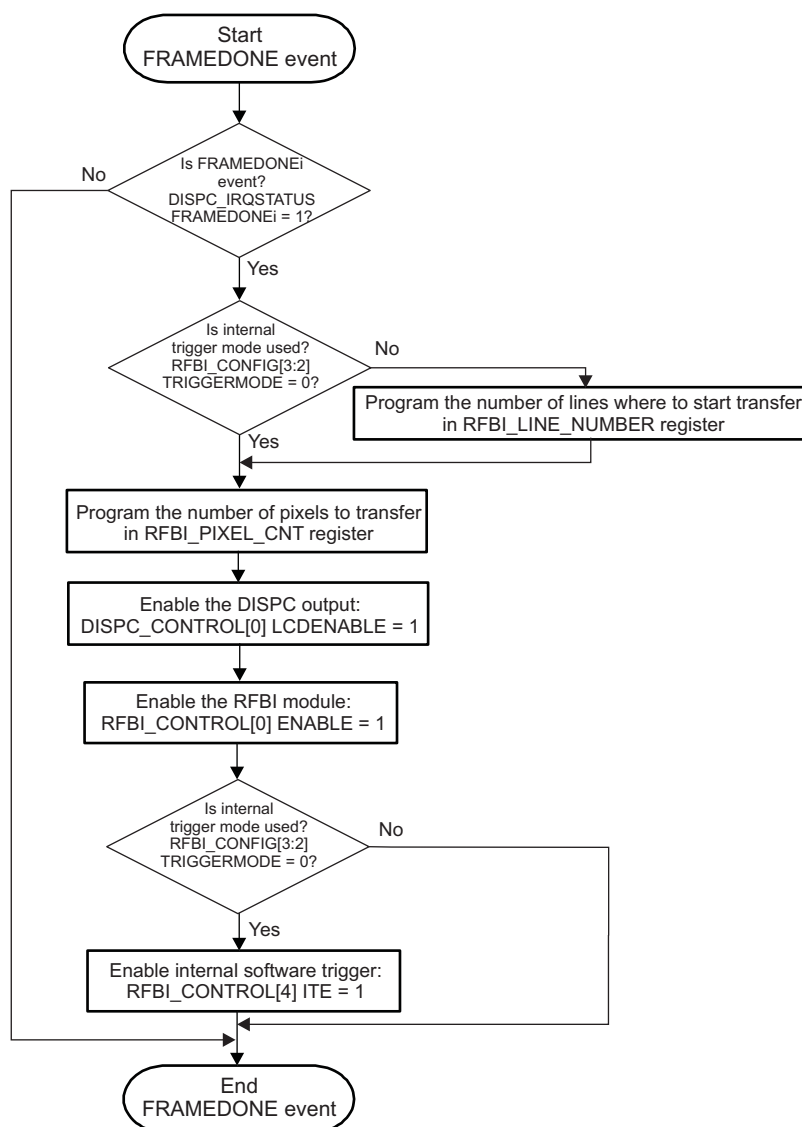 Start
FRAMEDONE event
No
Is FRAMEDONEi
event?
DISPC_IRQSTATUS
FRAMEDONEi = 1?
Yes
Is internal
trigger mode used?
RFBI_CONFIG[3:2]
TRIGGERMODE = 0?
No
Program the number of lines where to start transfer
in RFBI_LINE_NUMBER register
Yes
Program the number of pixels to transfer
in RFBI_PIXEL_CNT register
Enable the DISPC output:
DISPC_CONTROL[0] LCDENABLE = 1
Enable the RFBI module:
RFBI_CONTROL[0] ENABLE = 1
Is internal
trigger mode used?
RFBI_CONFIG[3:2]
TRIGGERMODE = 0?
No
Yes
Enable internal software trigger:
RFBI_CONTROL[4] ITE = 1
End
FRAMEDONE event